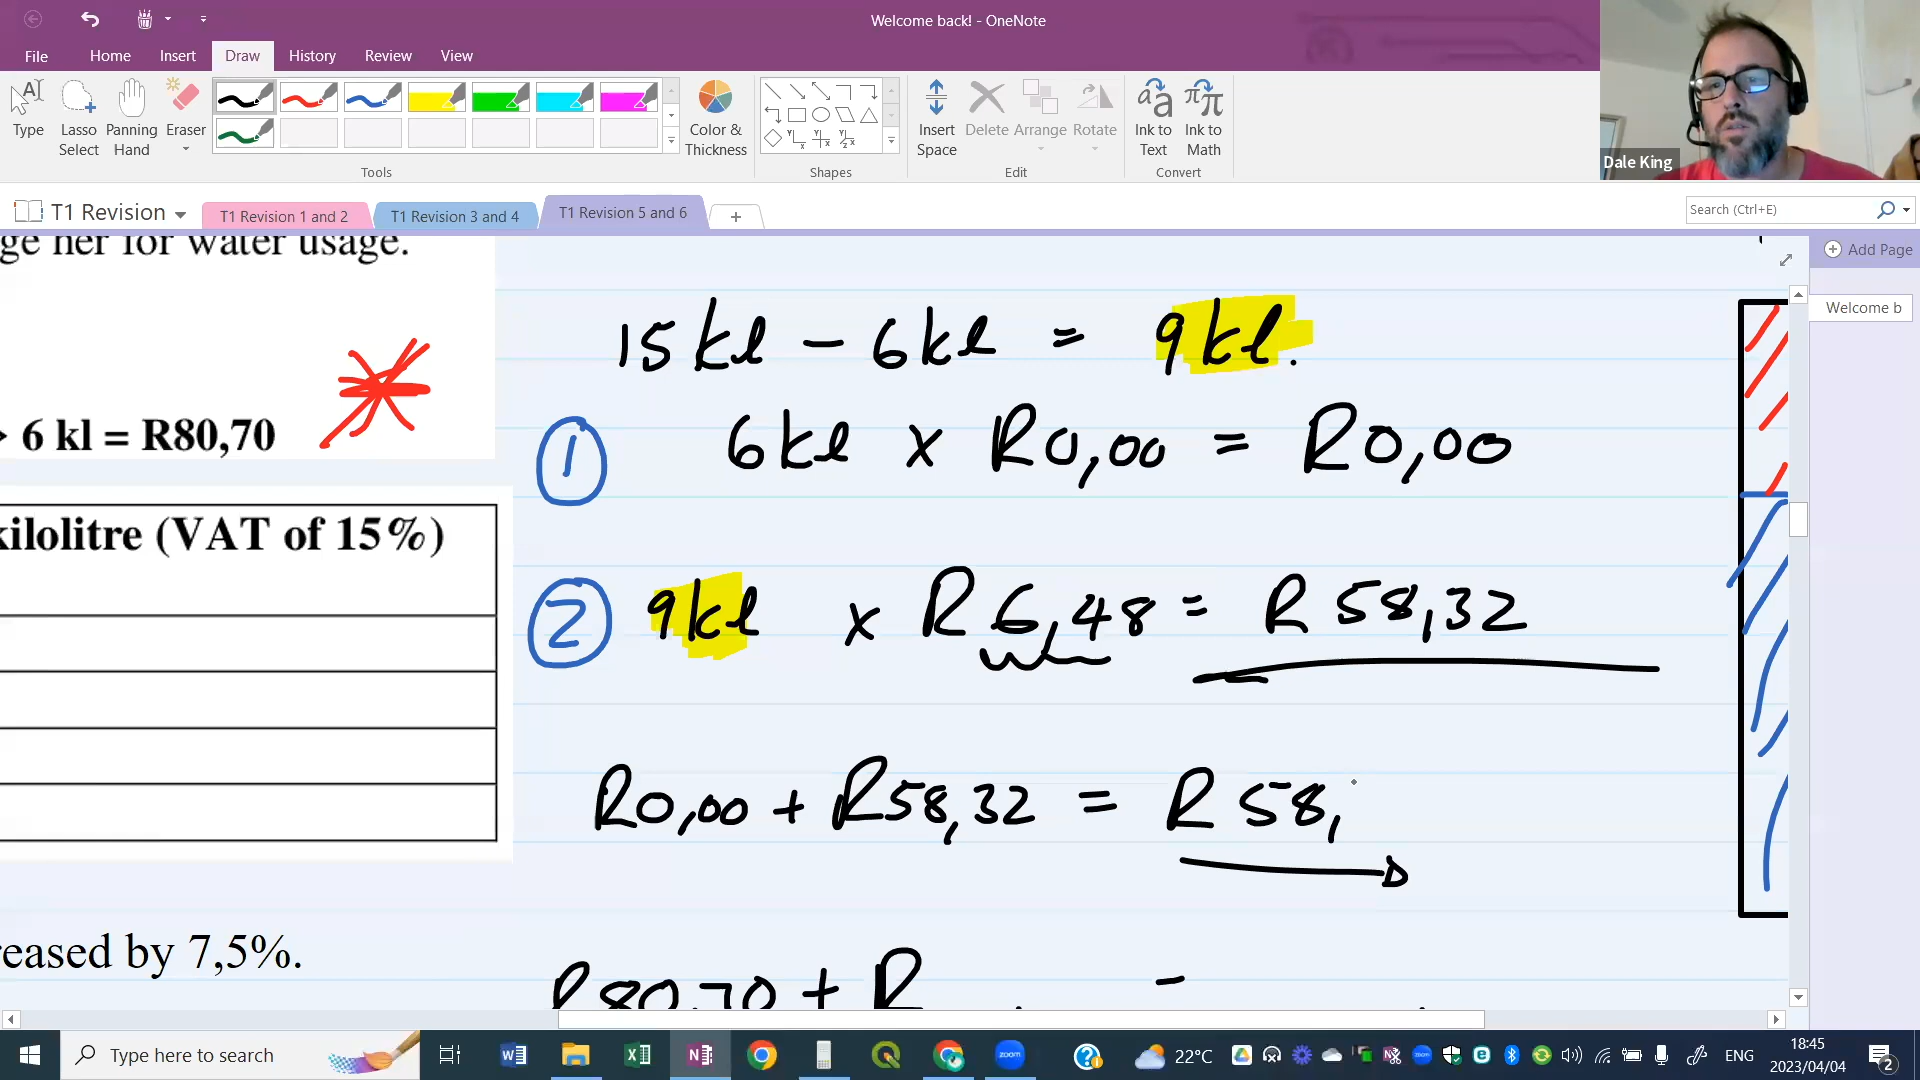 Welcome back! - OneNote
File Home Insert Draw History Review View
Type Lasso Select Panning Hand Eraser Color & Thickness Insert Space Delete Arrange Rotate Ink to Text Ink to Math
Tools Shapes Edit Convert
Dale King
T1 Revision T1 Revision 1 and 2 T1 Revision 3 and 4 T1 Revision 5 and 6 + Search (Ctrl+E)
Add Page
Welcome b
ge her for water usage.
15kl - 6kl = 9kl.
6 kl = R80,70
1 6kl x R0,00 = R0,00
kilolitre (VAT of 15%)
2 9kl x R6,48 = R58,32
R0,00 + R58,32 = R58,
reased by 7,5%.
R80,70 + R =
Type here to search
zoom
22°C
ENG
18:45
2023/04/04
2